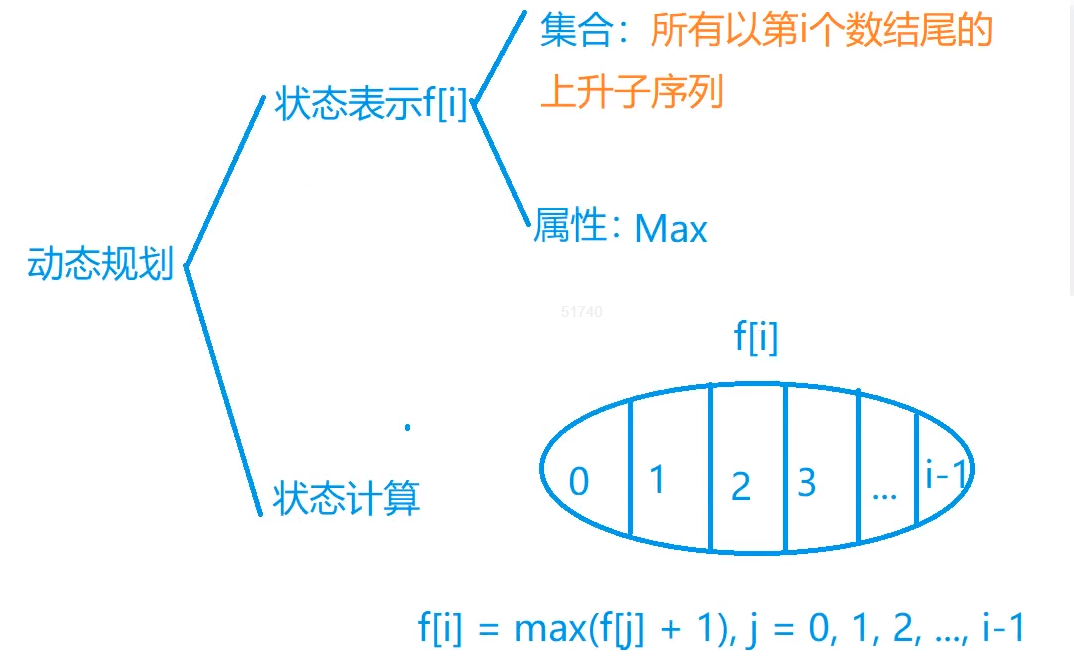 集合：所有以第i个数结尾的
上升子序列
状态表示f[i]
属性：Max
动态规划
51740
f[i]
0 1 2 3 ... i-1
状态计算
f[i] = max(f[j] + 1), j = 0, 1, 2, ..., i-1